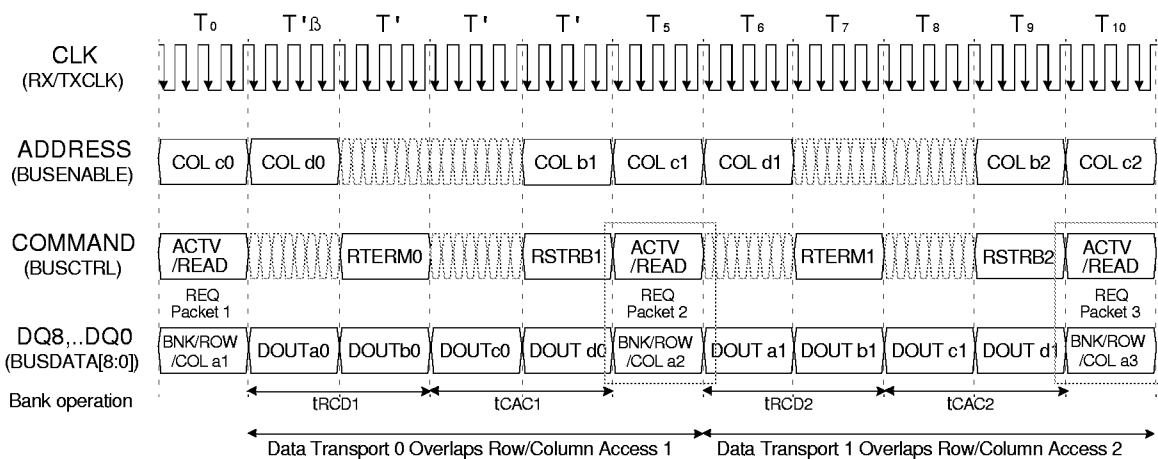 T0 T'ß T' T' T' T5 T6 T7 T8 T9 T10
CLK
(RX/TXCLK)
ADDRESS
(BUSENABLE)
COL c0 COL d0 COL b1 COL c1 COL d1 COL b2 COL c2
COMMAND
(BUSCTRL)
ACTV
/READ
RTERM0 RSTRB1
ACTV
/READ
RTERM1 RSTRB2
ACTV
/READ
REQ
Packet 1
REQ
Packet 2
REQ
Packet 3
DQ8,..DQ0
(BUSDATA[8:0])
BNK/ROW
/COL a1
DOUTa0 DOUTb0 DOUTc0 DOUT d0
BNK/ROW
/COL a2
DOUT a1 DOUT b1 DOUT c1 DOUT d1
BNK/ROW
/COL a3
Bank operation
tRCD1 tCAC1 tRCD2 tCAC2
Data Transport 0 Overlaps Row/Column Access 1 Data Transport 1 Overlaps Row/Column Access 2